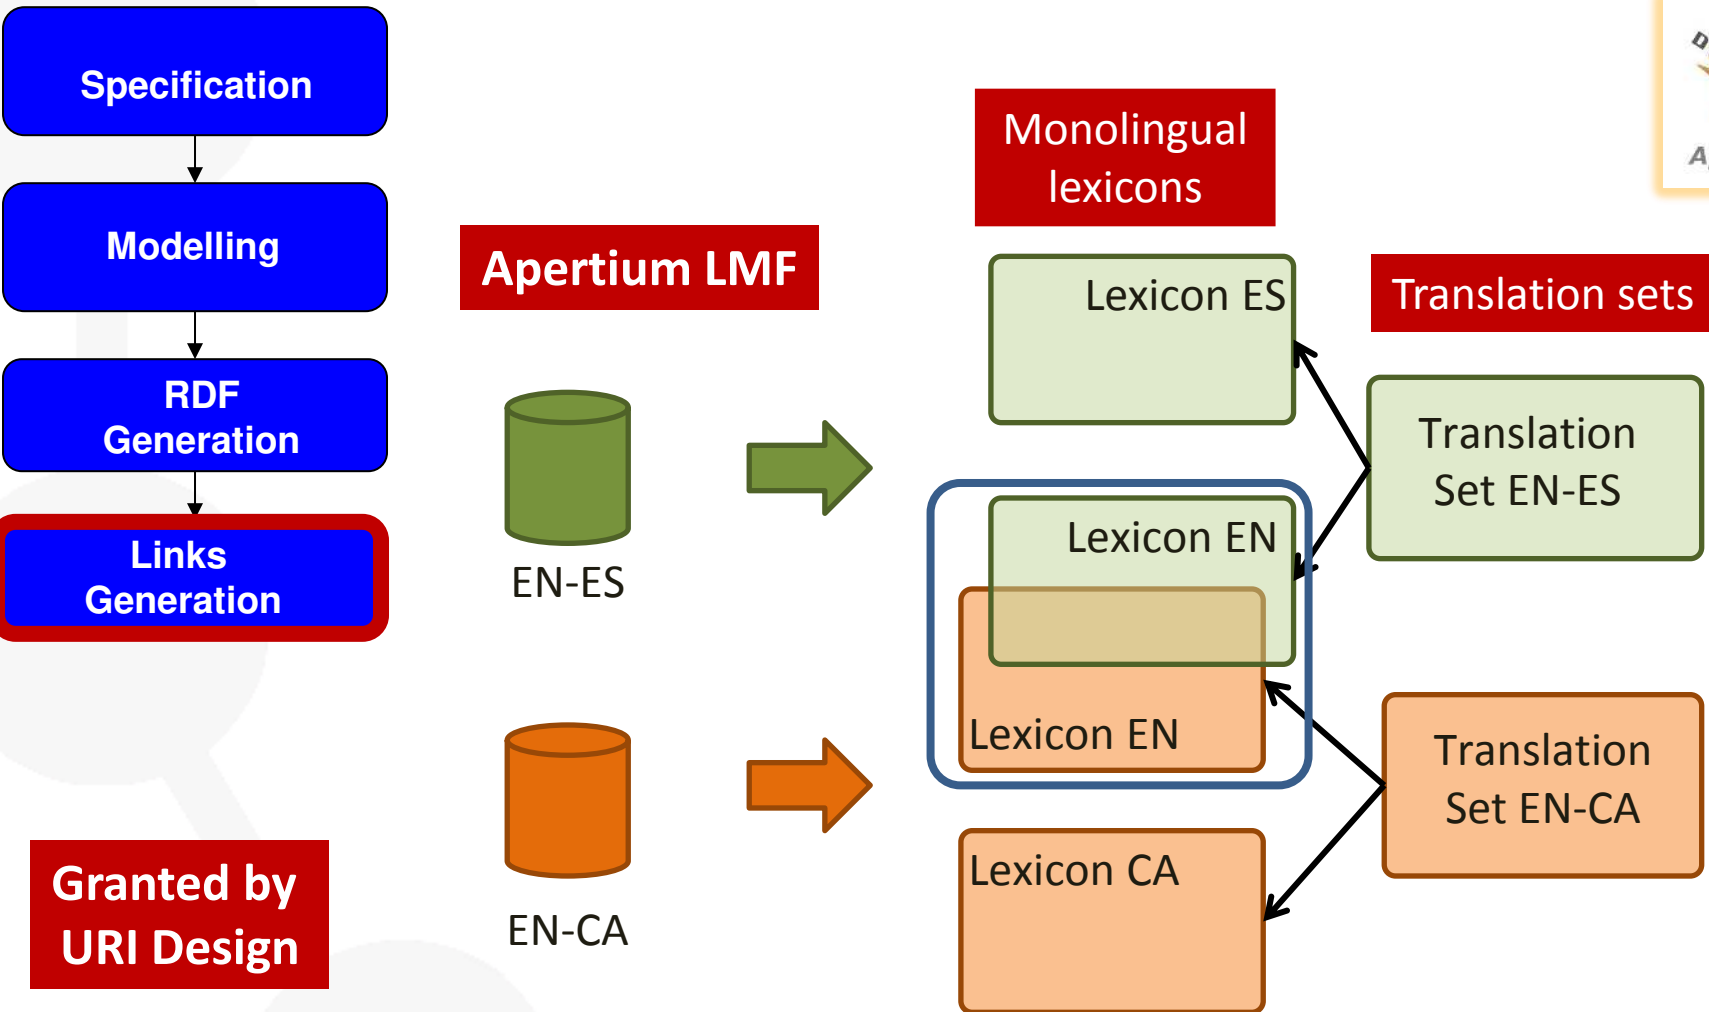 Specification
Modelling
RDF
Generation
Links
Generation
Granted by
URI Design
Apertium LMF
EN-ES
EN-CA
Monolingual
lexicons
Lexicon ES
Lexicon EN
Lexicon EN
Lexicon CA
Translation sets
Translation
Set EN-ES
Translation
Set EN-CA